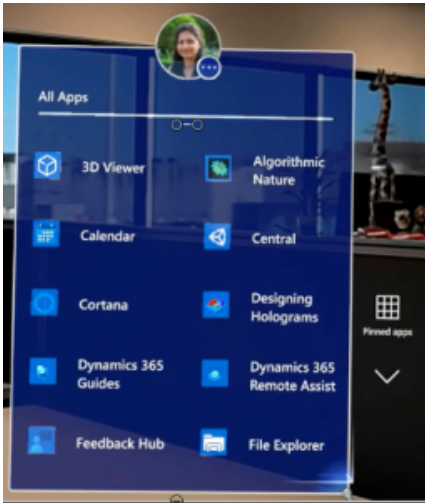 All Apps
3D Viewer
Algorithmic
Nature
Calendar
Central
Cortana
Designing
Holograms
Dynamics 365
Guides
Dynamics 365
Remote Assist
Feedback Hub
File Explorer
Pinned apps